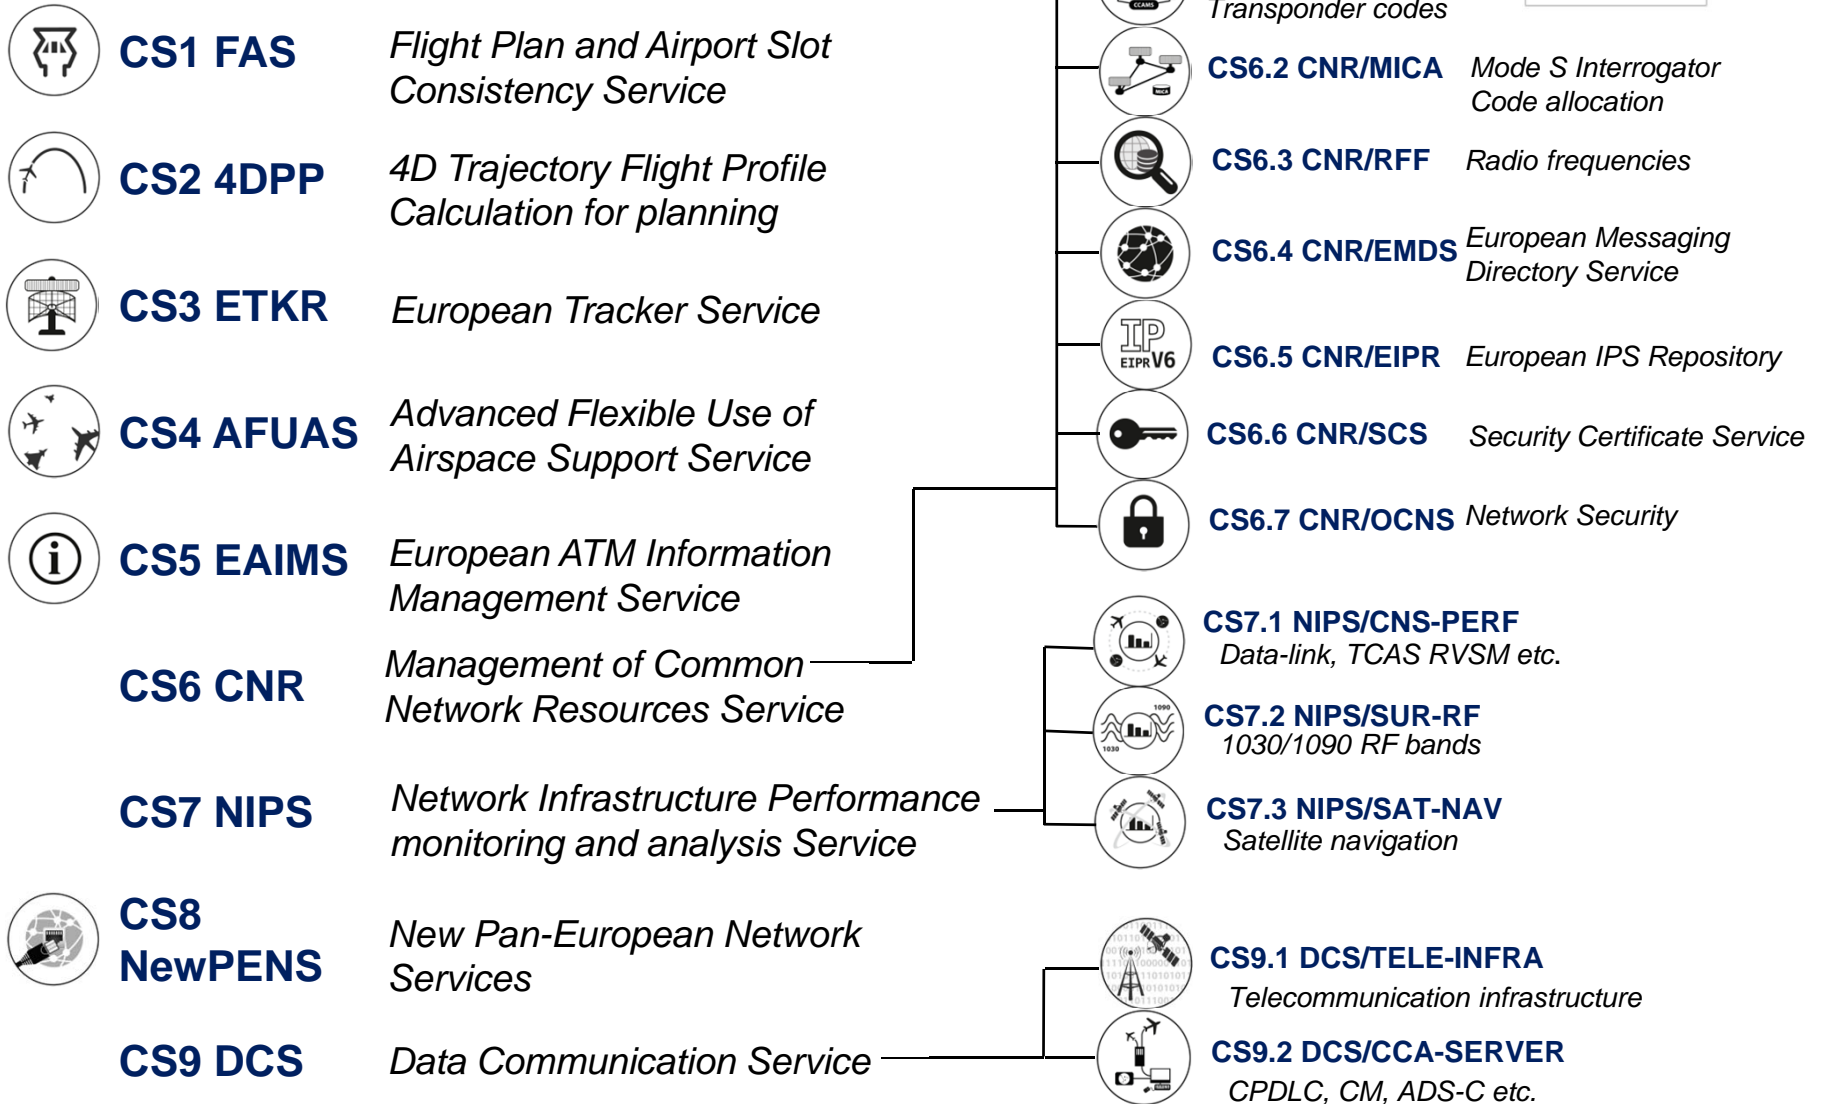 CS1 FAS
Flight Plan and Airport Slot
Consistency Service
CS2 4DPP
4D Trajectory Flight Profile
Calculation for planning
CS3 ETKR
European Tracker Service
CS4 AFUAS
Advanced Flexible Use of
Airspace Support Service
CS5 EAIMS
European ATM Information
Management Service
CS6 CNR
Management of Common
Network Resources Service
CS7 NIPS
Network Infrastructure Performance
monitoring and analysis Service
CS8
NewPENS
New Pan-European Network
Services
CS9 DCS
Data Communication Service
CCAMS
Transponder codes
MICA
CS6.2 CNR/MICA
Mode S Interrogator
Code allocation
CS6.3 CNR/RFF
Radio frequencies
CS6.4 CNR/EMDS
European Messaging
Directory Service
IP
EIPR V6
CS6.5 CNR/EIPR
European IPS Repository
CS6.6 CNR/SCS
Security Certificate Service
CS6.7 CNR/OCNS
Network Security
CS7.1 NIPS/CNS-PERF
Data-link, TCAS RVSM etc.
1090
1030
CS7.2 NIPS/SUR-RF
1030/1090 RF bands
CS7.3 NIPS/SAT-NAV
Satellite navigation
CS9.1 DCS/TELE-INFRA
Telecommunication infrastructure
CS9.2 DCS/CCA-SERVER
CPDLC, CM, ADS-C etc.